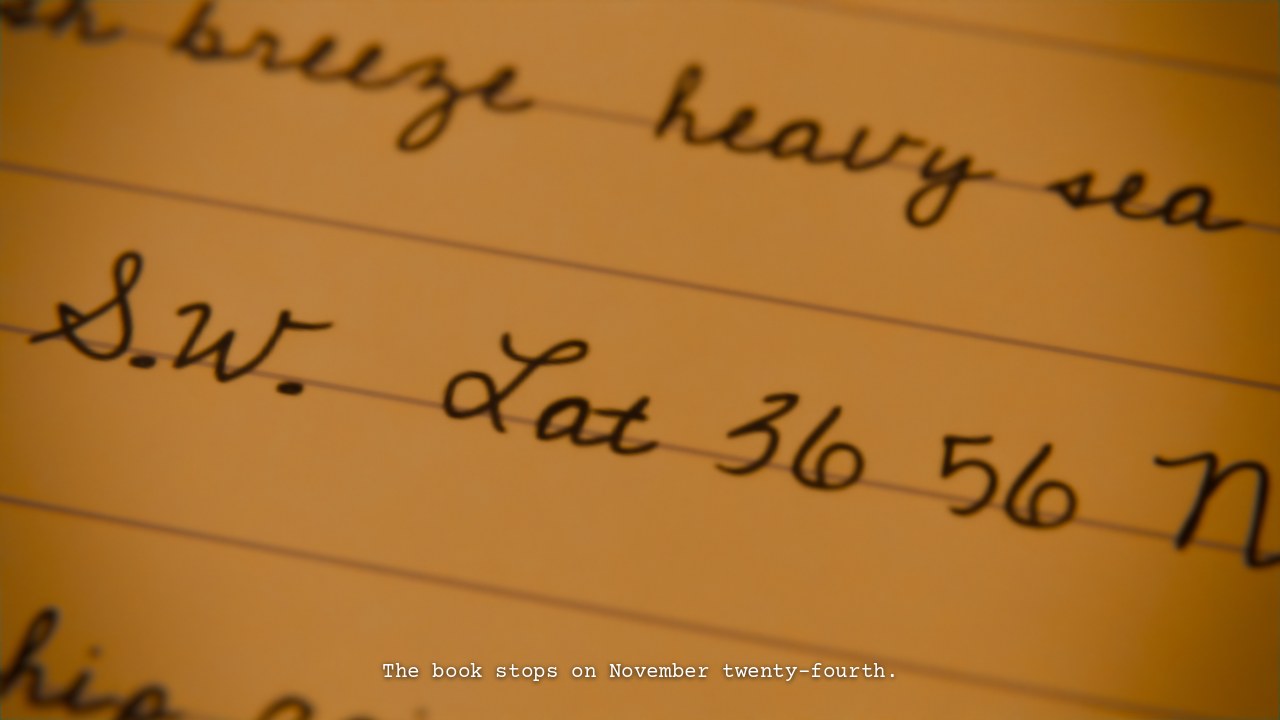 breeze heavy sea
S.W. Lat 36 56 N
The book stops on November twenty-fourth.